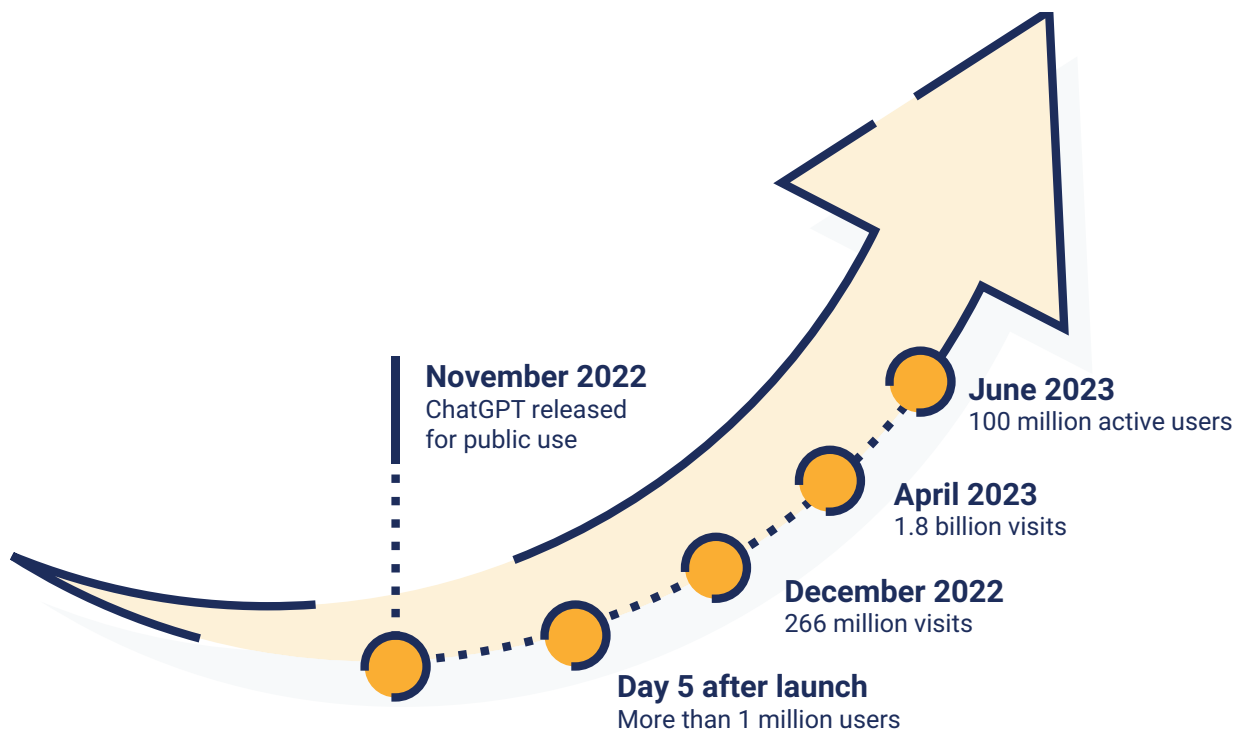 November 2022
ChatGPT released
for public use
June 2023
100 million active users
April 2023
1.8 billion visits
December 2022
266 million visits
Day 5 after launch
More than 1 million users